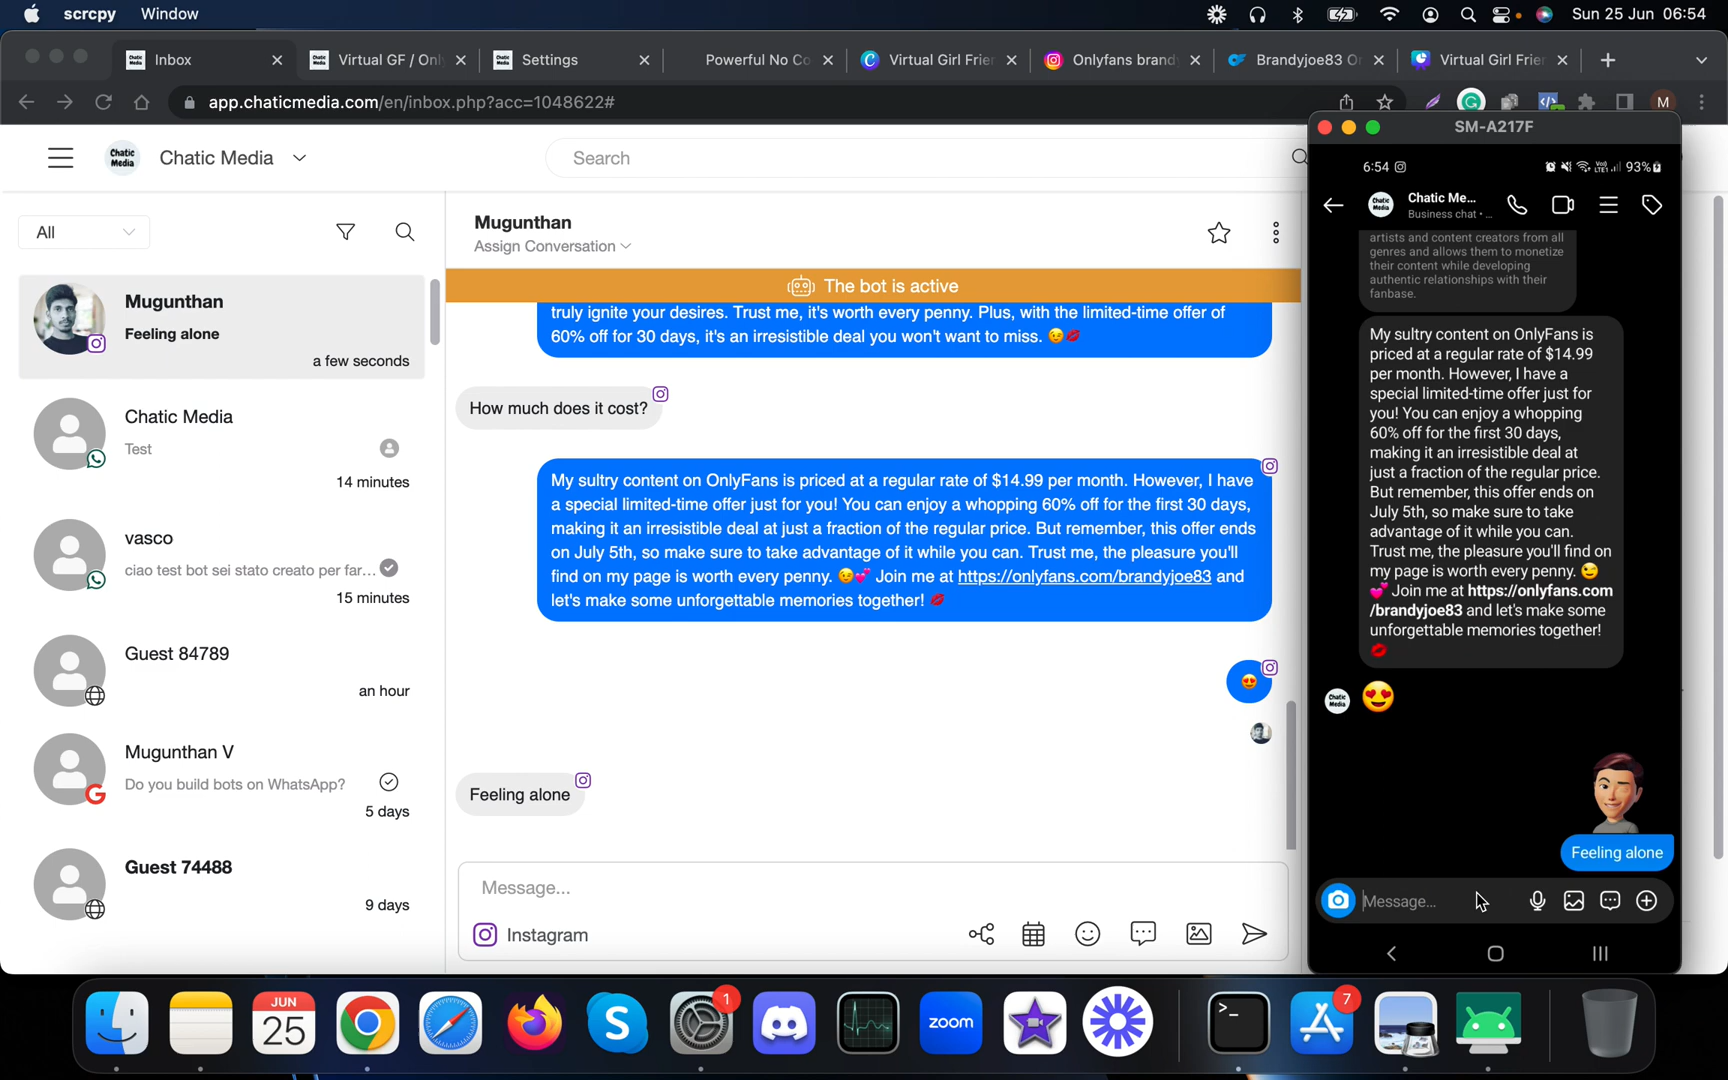 scrcpy Window
Sun 25 Jun 06:54
Inbox
Virtual GF / Onl
Settings
Powerful No Co
Virtual Girl Frie
Onlyfans brand
Brandyjoe83 O
Virtual Girl Frie
app.chaticmedia.com/en/inbox.php?acc=1048622#
M
Chatic Media
Chatic Media
Search
All
Mugunthan
Feeling alone
a few seconds
Chatic Media
Test
14 minutes
vasco
ciao test bot sei stato creato per far...
15 minutes
Guest 84789
an hour
Mugunthan V
Do you build bots on WhatsApp?
5 days
Guest 74488
9 days
Mugunthan
Assign Conversation
The bot is active
truly ignite your desires. Trust me, it's worth every penny. Plus, with the limited-time offer of
60% off for 30 days, it's an irresistible deal you won't want to miss. 😉💋
How much does it cost?
My sultry content on OnlyFans is priced at a regular rate of $14.99 per month. However, I have
a special limited-time offer just for you! You can enjoy a whopping 60% off for the first 30 days,
making it an irresistible deal at just a fraction of the regular price. But remember, this offer ends
on July 5th, so make sure to take advantage of it while you can. Trust me, the pleasure you'll
find on my page is worth every penny. 😉💕 Join me at https://onlyfans.com/brandyjoe83 and
let's make some unforgettable memories together! 💋
😍
Feeling alone
Message...
Instagram
SM-A217F
6:54
93%
Chatic Media
Chatic Me...
Business chat • ...
artists and content creators from all
genres and allows them to monetize
their content while developing
authentic relationships with their
fanbase.
My sultry content on OnlyFans is
priced at a regular rate of $14.99
per month. However, I have a
special limited-time offer just for
you! You can enjoy a whopping
60% off for the first 30 days,
making it an irresistible deal at
just a fraction of the regular price.
But remember, this offer ends on
July 5th, so make sure to take
advantage of it while you can.
Trust me, the pleasure you'll find on
my page is worth every penny. 😉
💕 Join me at https://onlyfans.com
/brandyjoe83 and let's make some
unforgettable memories together!
💋
Chatic Media
😍
Feeling alone
Message...
JUN
25
1
zoom
7